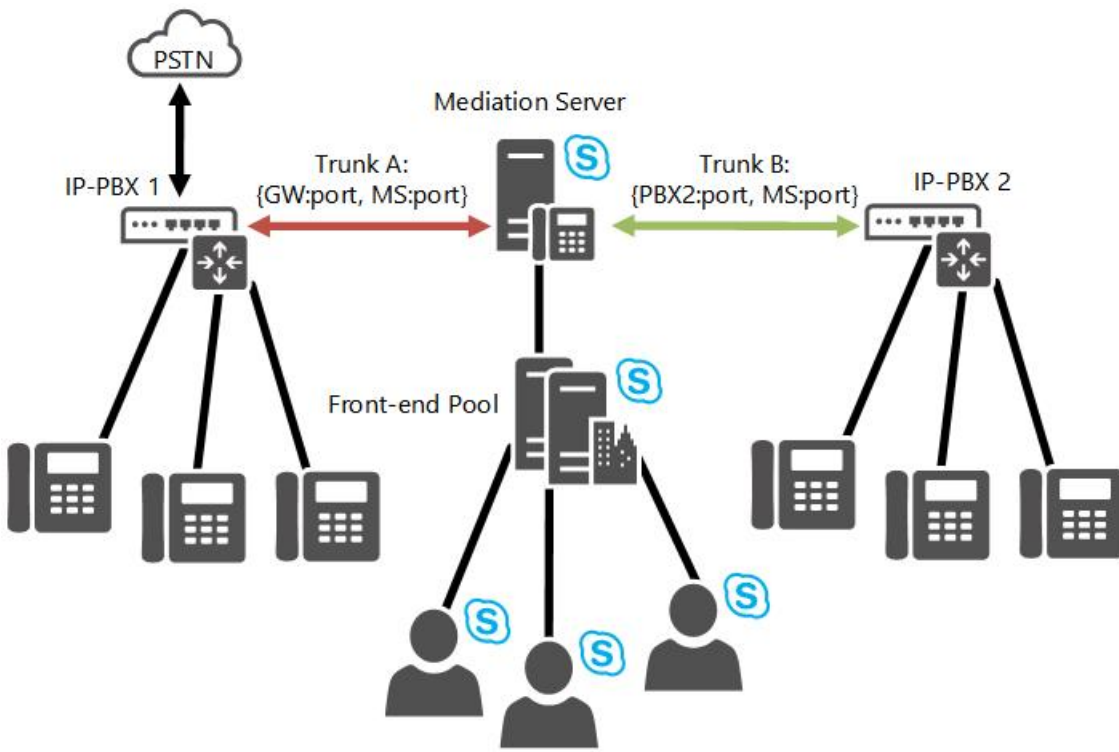 PSTN
Mediation Server
IP-PBX 1
Trunk A:
{GW:port, MS:port}
Trunk B:
{PBX2:port, MS:port}
IP-PBX 2
S
Front-end Pool
S
S
S
S